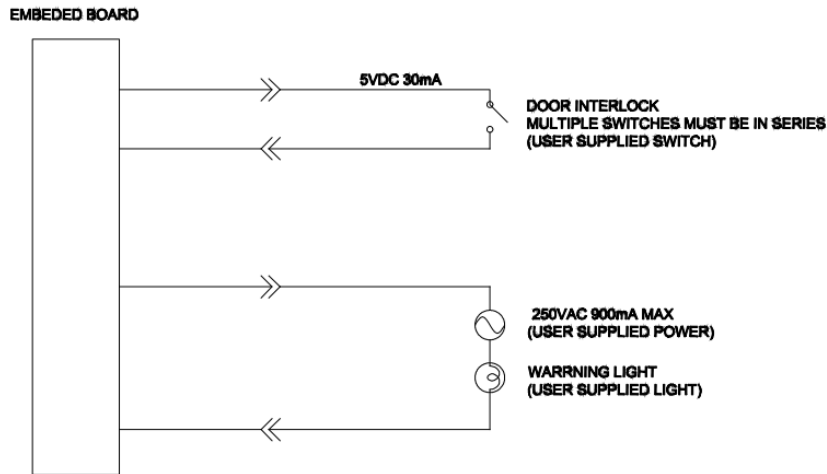 EMBEDED BOARD
5VDC 30mA
DOOR INTERLOCK
MULTIPLE SWITCHES MUST BE IN SERIES
(USER SUPPLIED SWITCH)
250VAC 900mA MAX
(USER SUPPLIED POWER)
WARRNING LIGHT
(USER SUPPLIED LIGHT)